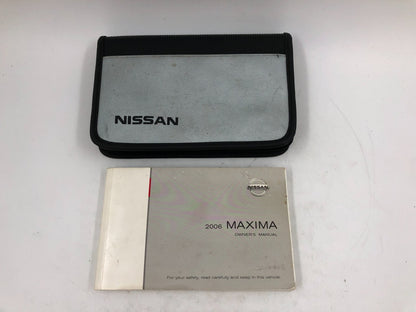 NISSAN
NISSAN
2006 MAXIMA
OWNER'S MANUAL
For your safety, read carefully and keep in this vehicle.